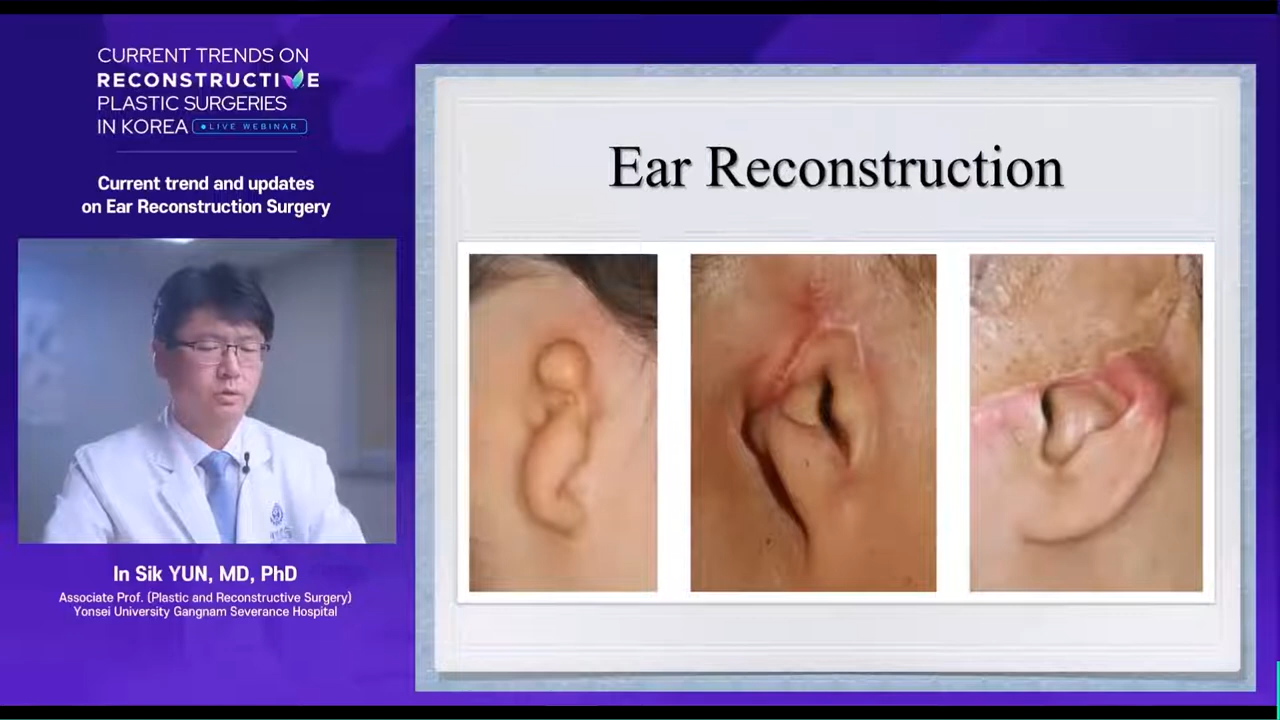 CURRENT TRENDS ON
RECONSTRUCTIVE
PLASTIC SURGERIES
IN KOREA LIVE WEBINAR
Current trend and updates
on Ear Reconstruction Surgery
In Sik YUN, MD, PhD
Associate Prof. (Plastic and Reconstructive Surgery)
Yonsei University Gangnam Severance Hospital
Ear Reconstruction